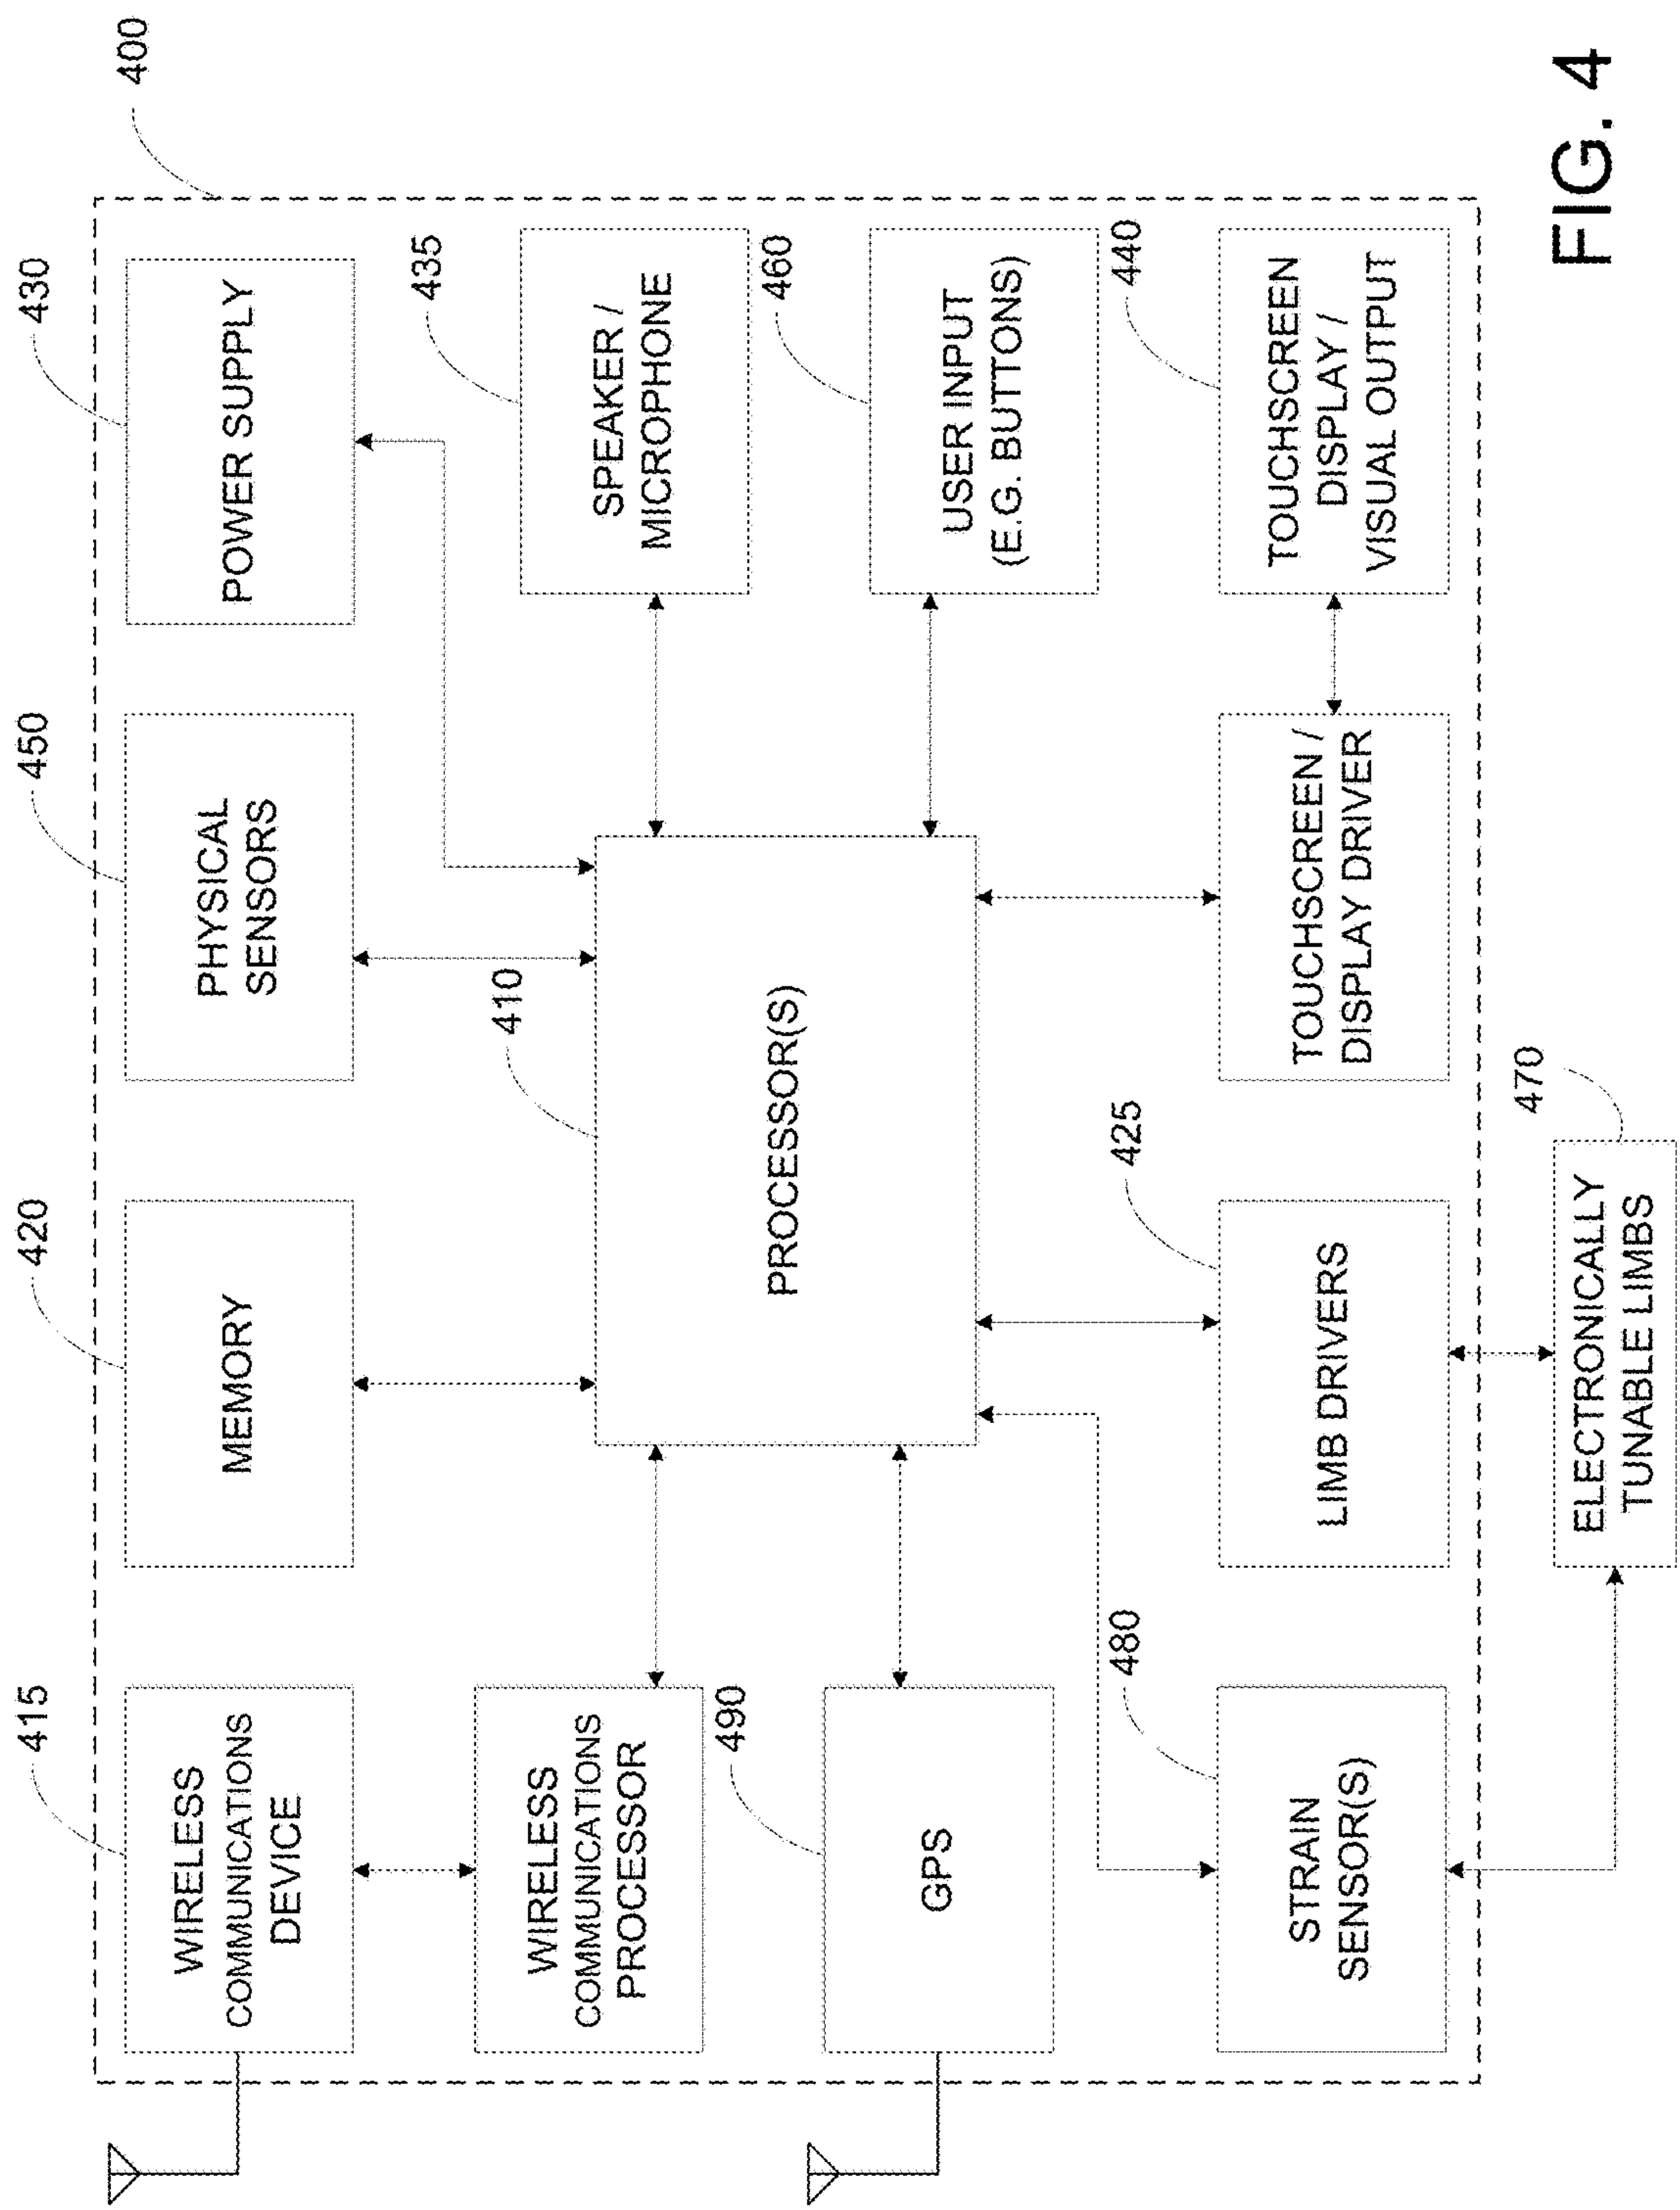 400
415
420
450
430
WIRELESS
COMMUNICATIONS
DEVICE
MEMORY
PHYSICAL
SENSORS
POWER SUPPLY
WIRELESS
COMMUNICATIONS
PROCESSOR
410
PROCESSOR(S)
435
SPEAKER /
MICROPHONE
490
GPS
460
USER INPUT
(E.G. BUTTONS)
480
STRAIN
SENSOR(S)
425
LIMB DRIVERS
TOUCHSCREEN /
DISPLAY DRIVER
440
TOUCHSCREEN
DISPLAY /
VISUAL OUTPUT
470
ELECTRONICALLY
TUNABLE LIMBS
FIG. 4